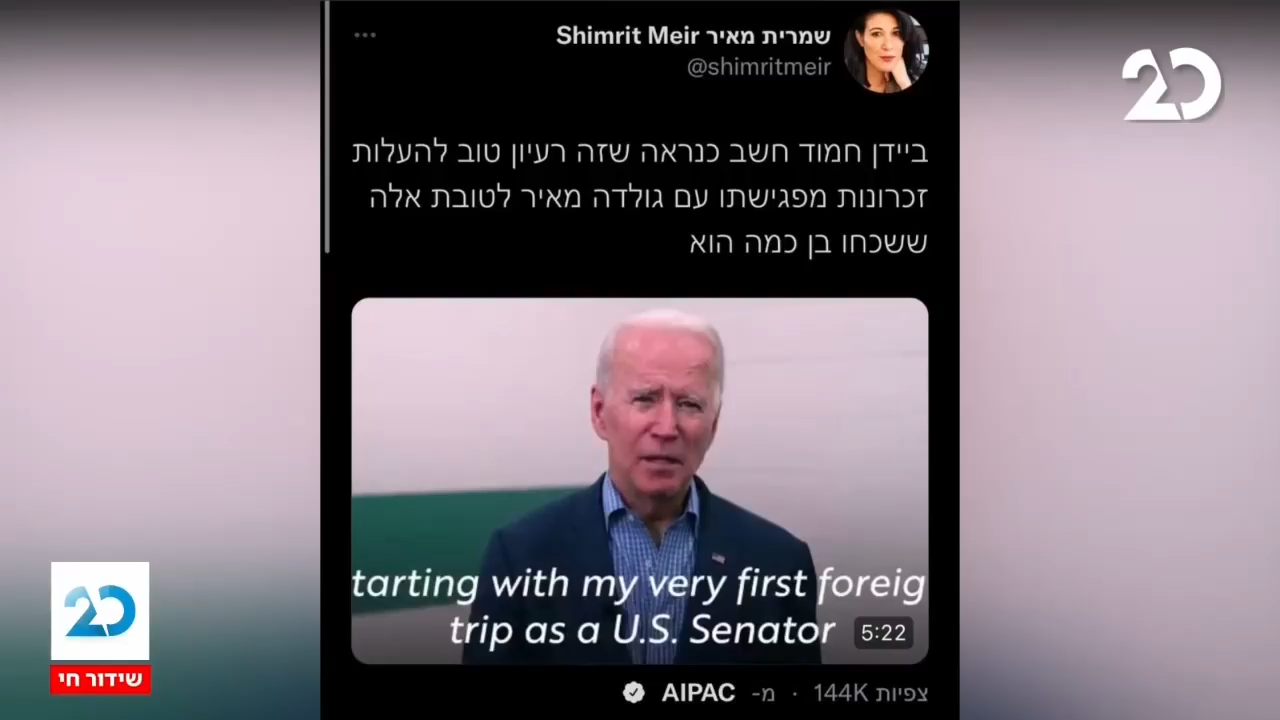 שמרית מאיר Shimrit Meir
@shimritmeir
20
ביידן חמוד חשב כנראה שזה רעיון טוב להעלות
זכרונות מפגישתו עם גולדה מאיר לטובת אלה
ששכחו בן כמה הוא
tarting with my very first foreig
trip as a U.S. Senator
5:22
צפיות 144K · מ- AIPAC
20
שידור חי